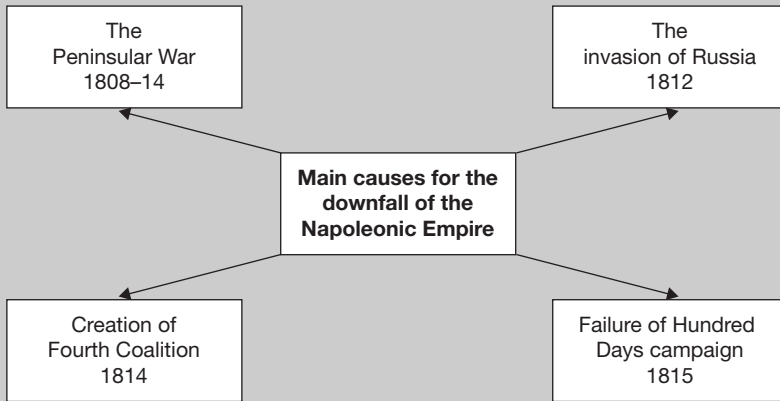 The
Peninsular War
1808–14
The
invasion of Russia
1812
Main causes for the
downfall of the
Napoleonic Empire
Creation of
Fourth Coalition
1814
Failure of Hundred
Days campaign
1815